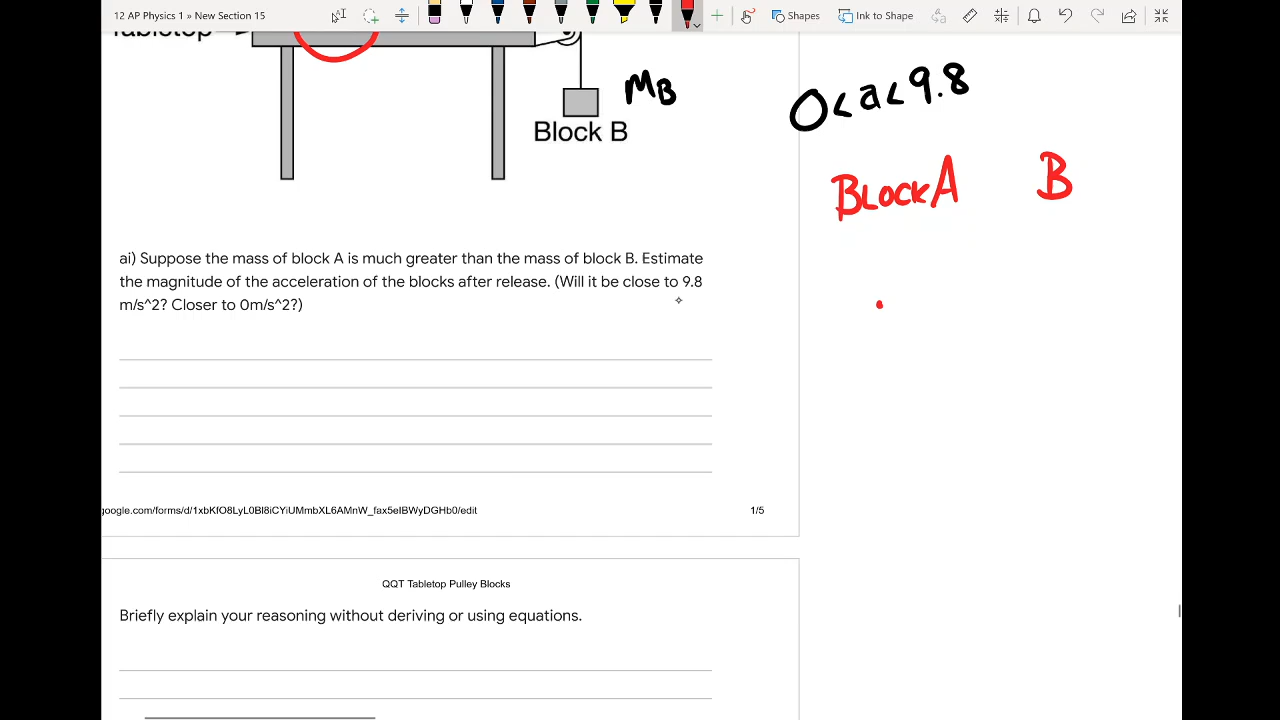 12 AP Physics 1 » New Section 15
Shapes
Ink to Shape
Tabletop
MB
Block B
0<a<9.8
BLOCK A
B
ai) Suppose the mass of block A is much greater than the mass of block B. Estimate
the magnitude of the acceleration of the blocks after release. (Will it be close to 9.8
m/s^2? Closer to 0m/s^2?)
google.com/forms/d/1xbKfO8LyL0Bl8iCYiUMmbXL6AMnW_fax5eIBWyDGHb0/edit
1/5
QQT Tabletop Pulley Blocks
Briefly explain your reasoning without deriving or using equations.